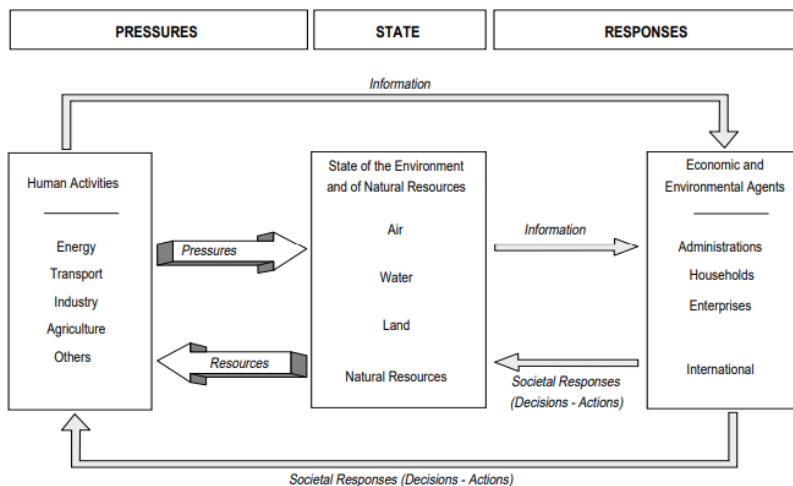 PRESSURES
STATE
RESPONSES
Information
Human Activities
Energy
Transport
Industry
Agriculture
Others
Pressures
Resources
State of the Environment
and of Natural Resources
Air
Water
Land
Natural Resources
Information
Societal Responses
(Decisions - Actions)
Economic and
Environmental Agents
Administrations
Households
Enterprises
International
Societal Responses (Decisions - Actions)